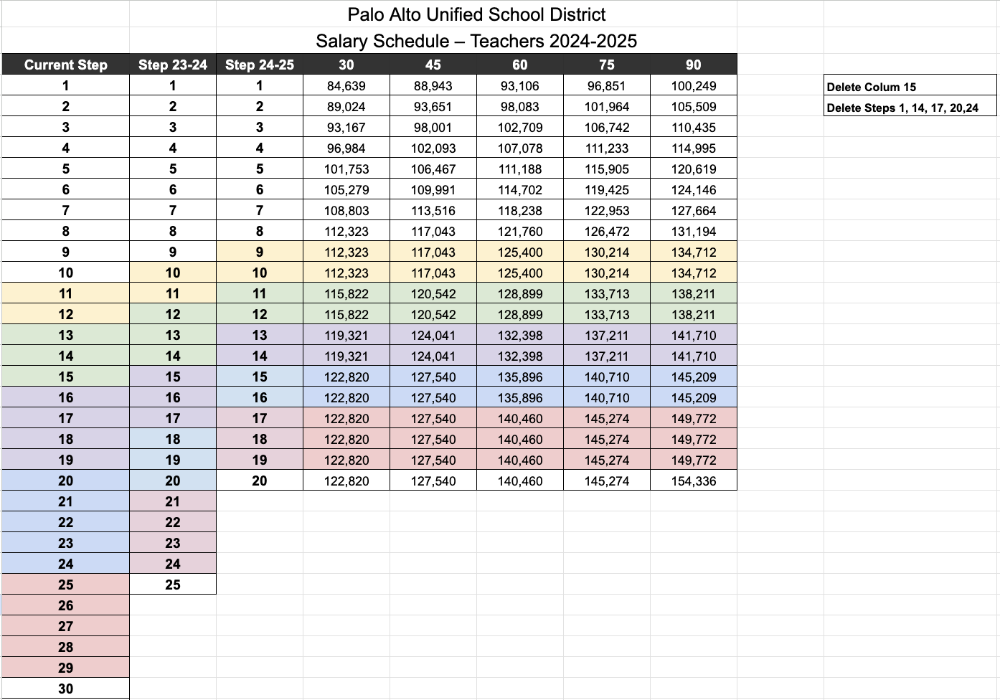 Palo Alto Unified School District
Salary Schedule – Teachers 2024-2025
Current Step Step 23-24 Step 24-25 30 45 60 75 90
1 1 1 84,639 88,943 93,106 96,851 100,249 Delete Colum 15
2 2 2 89,024 93,651 98,083 101,964 105,509 Delete Steps 1, 14, 17, 20,24
3 3 3 93,167 98,001 102,709 106,742 110,435
4 4 4 96,984 102,093 107,078 111,233 114,995
5 5 5 101,753 106,467 111,188 115,905 120,619
6 6 6 105,279 109,991 114,702 119,425 124,146
7 7 7 108,803 113,516 118,238 122,953 127,664
8 8 8 112,323 117,043 121,760 126,472 131,194
9 9 9 112,323 117,043 125,400 130,214 134,712
10 10 10 112,323 117,043 125,400 130,214 134,712
11 11 11 115,822 120,542 128,899 133,713 138,211
12 12 12 115,822 120,542 128,899 133,713 138,211
13 13 13 119,321 124,041 132,398 137,211 141,710
14 14 14 119,321 124,041 132,398 137,211 141,710
15 15 15 122,820 127,540 135,896 140,710 145,209
16 16 16 122,820 127,540 135,896 140,710 145,209
17 17 17 122,820 127,540 140,460 145,274 149,772
18 18 18 122,820 127,540 140,460 145,274 149,772
19 19 19 122,820 127,540 140,460 145,274 149,772
20 20 20 122,820 127,540 140,460 145,274 154,336
21 21
22 22
23 23
24 24
25 25
26
27
28
29
30